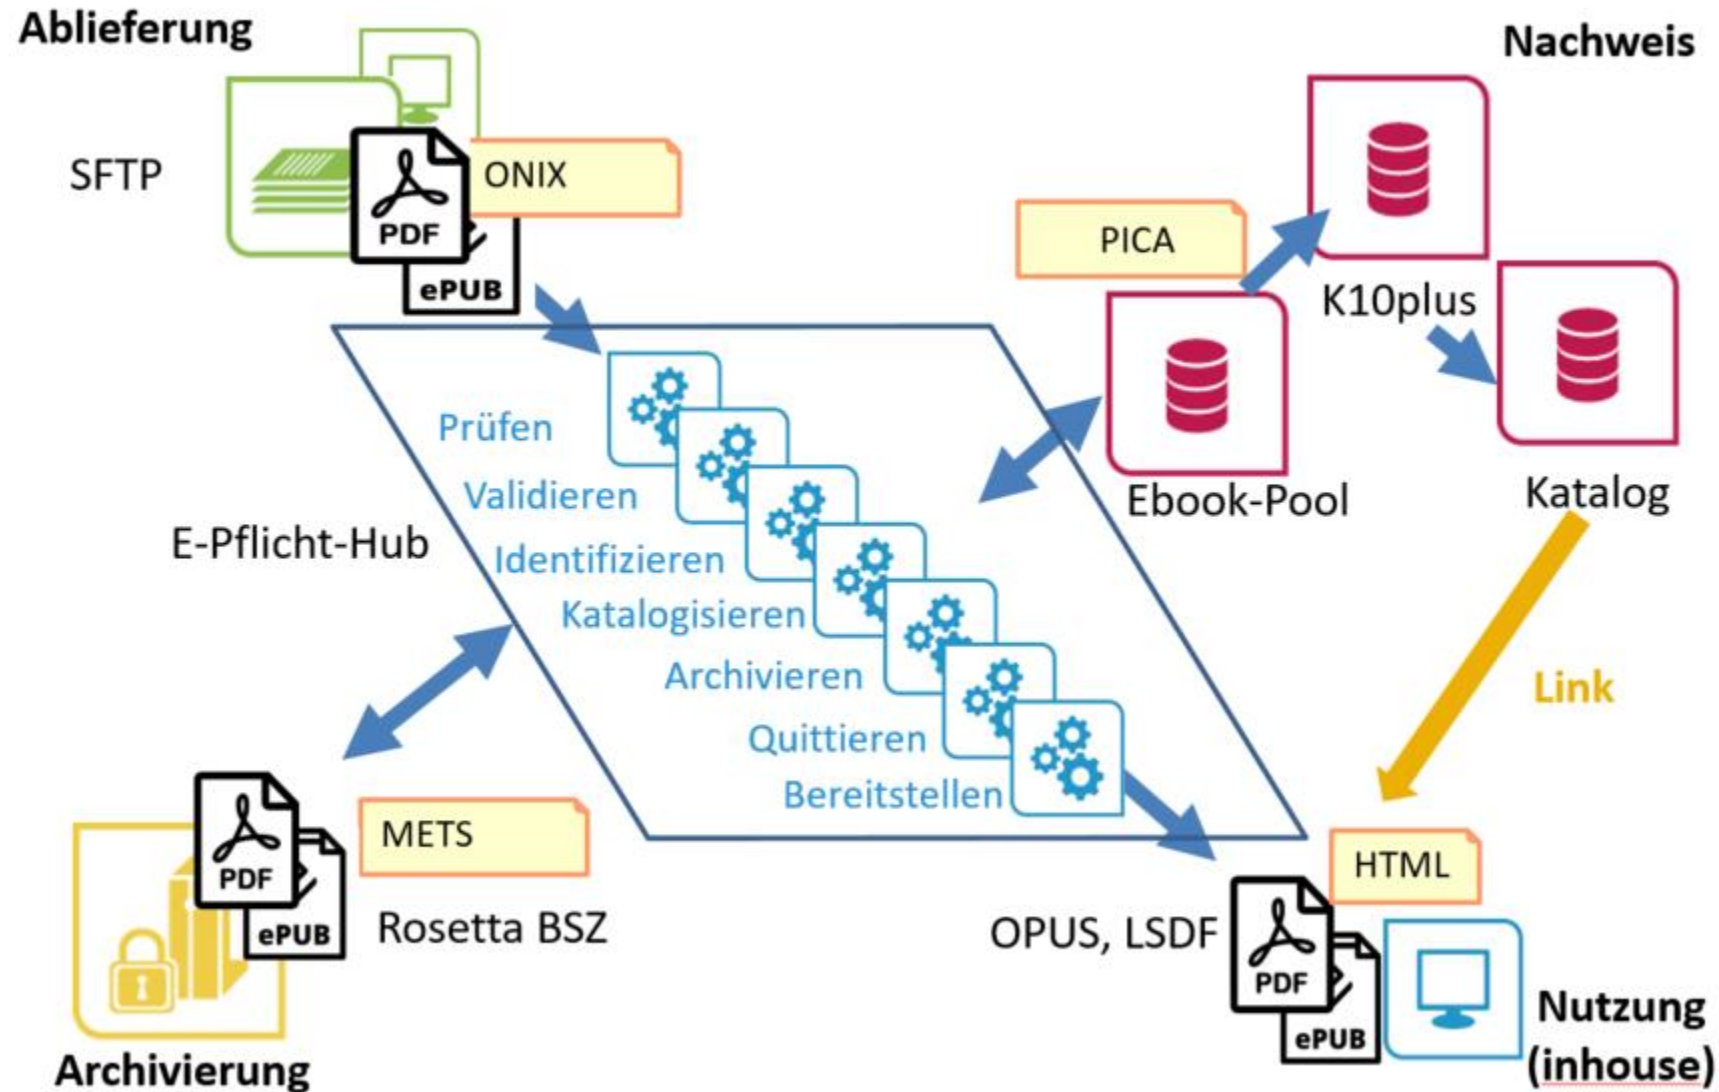 Ablieferung
Nachweis
SFTP
ONIX
PDF
ePUB
PICA
K10plus
Ebook-Pool
Katalog
E-Pflicht-Hub
Prüfen
Validieren
Identifizieren
Katalogisieren
Archivieren
Quittieren
Bereitstellen
Link
PDF
ePUB
METS
Rosetta BSZ
Archivierung
HTML
OPUS, LSDF
PDF
ePUB
Nutzung
(inhouse)